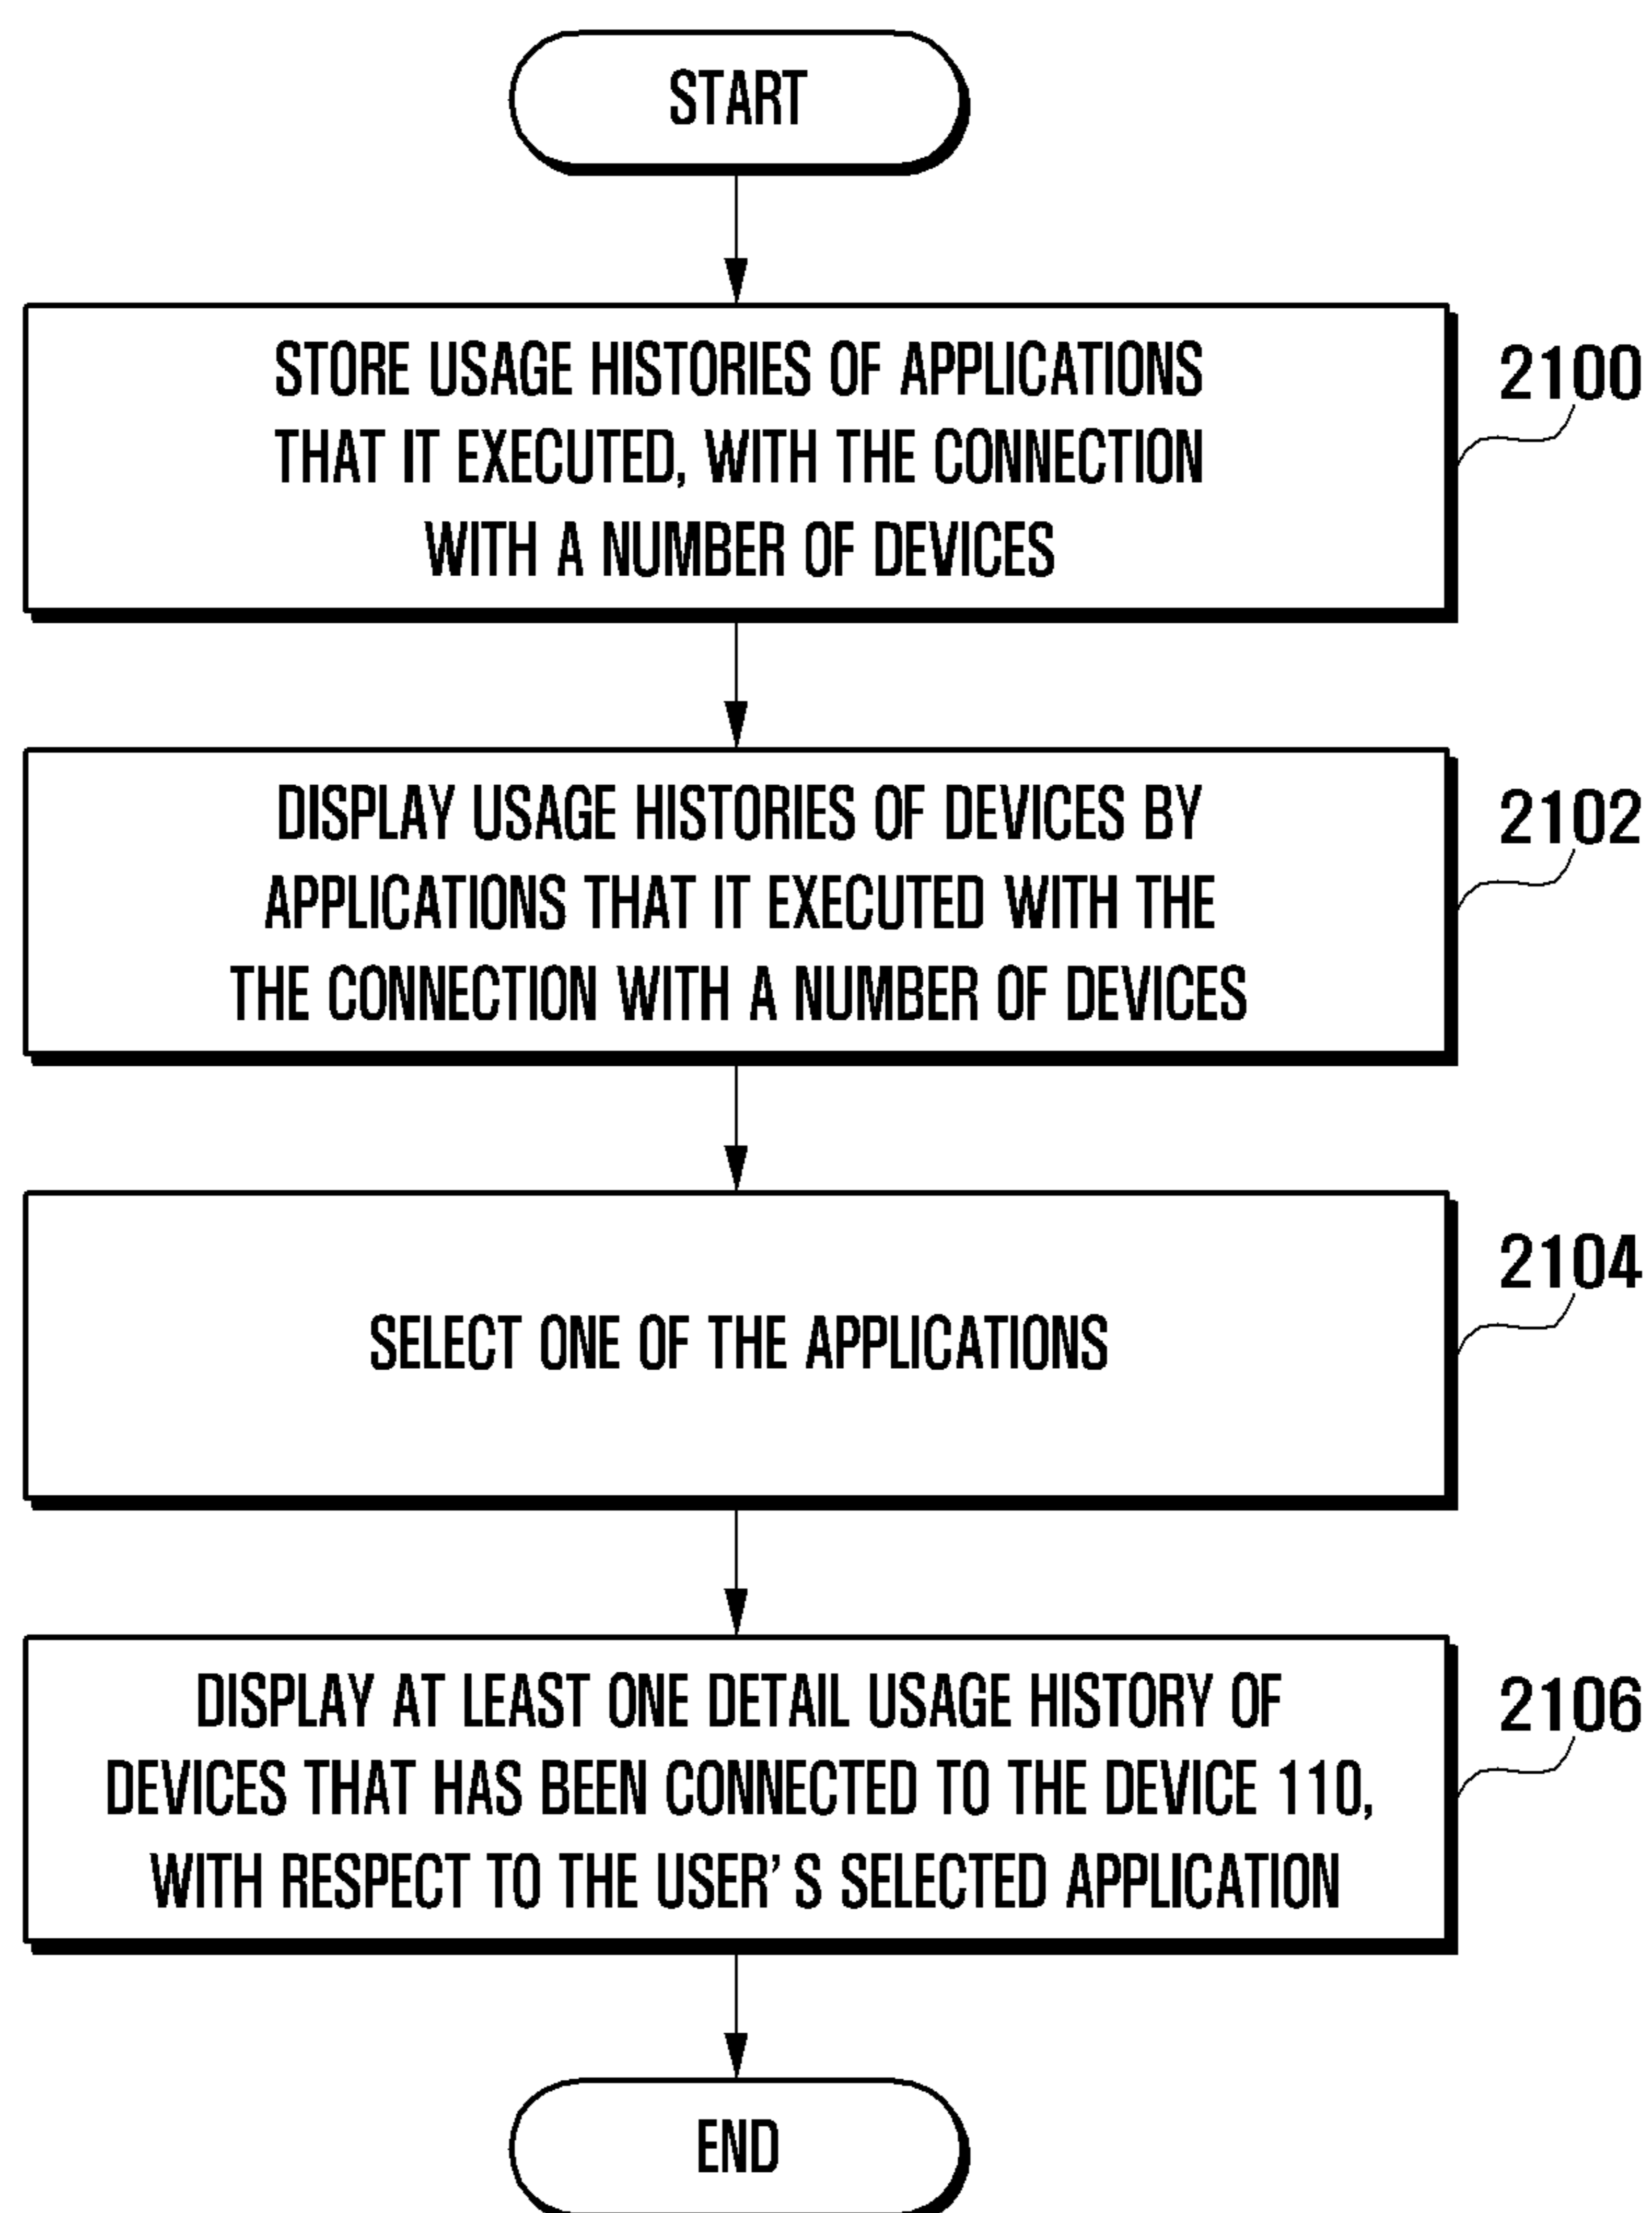 START
STORE USAGE HISTORIES OF APPLICATIONS
THAT IT EXECUTED, WITH THE CONNECTION
WITH A NUMBER OF DEVICES
2100
DISPLAY USAGE HISTORIES OF DEVICES BY
APPLICATIONS THAT IT EXECUTED WITH THE
THE CONNECTION WITH A NUMBER OF DEVICES
2102
SELECT ONE OF THE APPLICATIONS
2104
DISPLAY AT LEAST ONE DETAIL USAGE HISTORY OF
DEVICES THAT HAS BEEN CONNECTED TO THE DEVICE 110,
WITH RESPECT TO THE USER'S SELECTED APPLICATION
2106
END